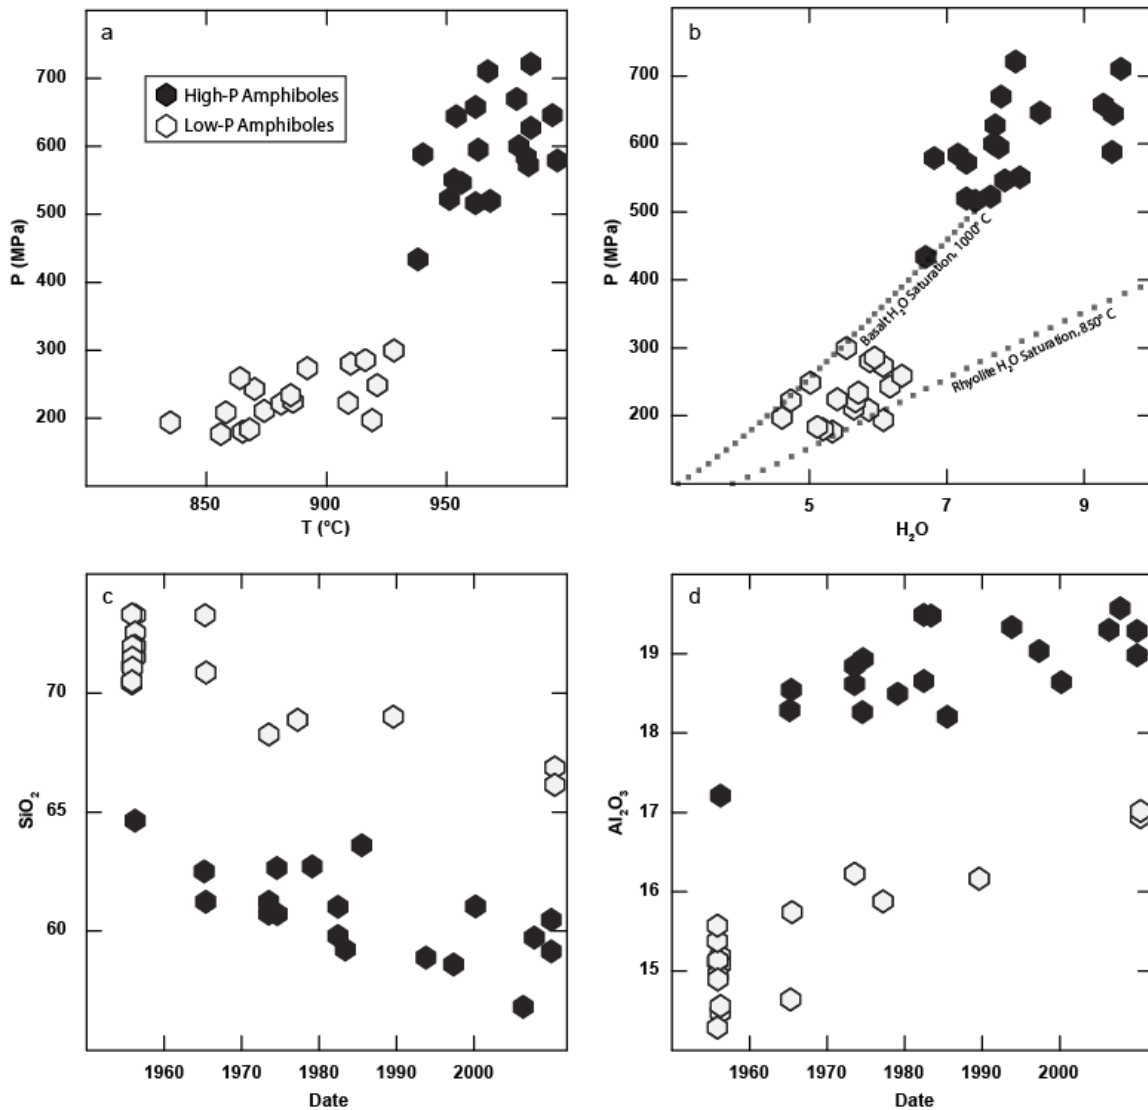 a
High-P Amphiboles
Low-P Amphiboles
700
600
500
400
300
200
P (MPa)
850
900
950
T (°C)
b
700
600
500
400
300
200
P (MPa)
Basalt H₂O Saturation, 1000° C
Rhyolite H₂O Saturation, 850° C
5
7
9
H₂O
c
70
65
60
SiO₂
1960
1970
1980
1990
2000
Date
d
19
18
17
16
15
Al₂O₃
1960
1970
1980
1990
2000
Date